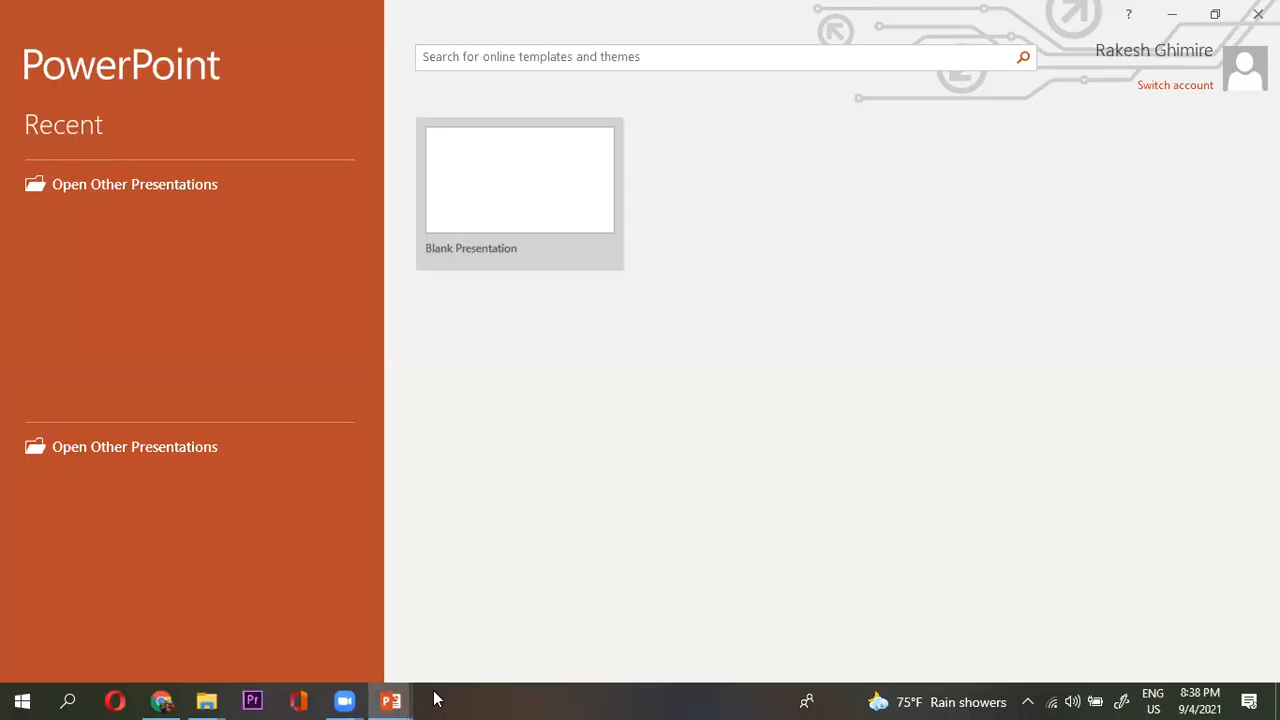 PowerPoint
Recent
Open Other Presentations
Open Other Presentations
?
Search for online templates and themes
Rakesh Ghimire
Switch account
Blank Presentation
Pr
75°F Rain showers
ENG
US
8:38 PM
9/4/2021